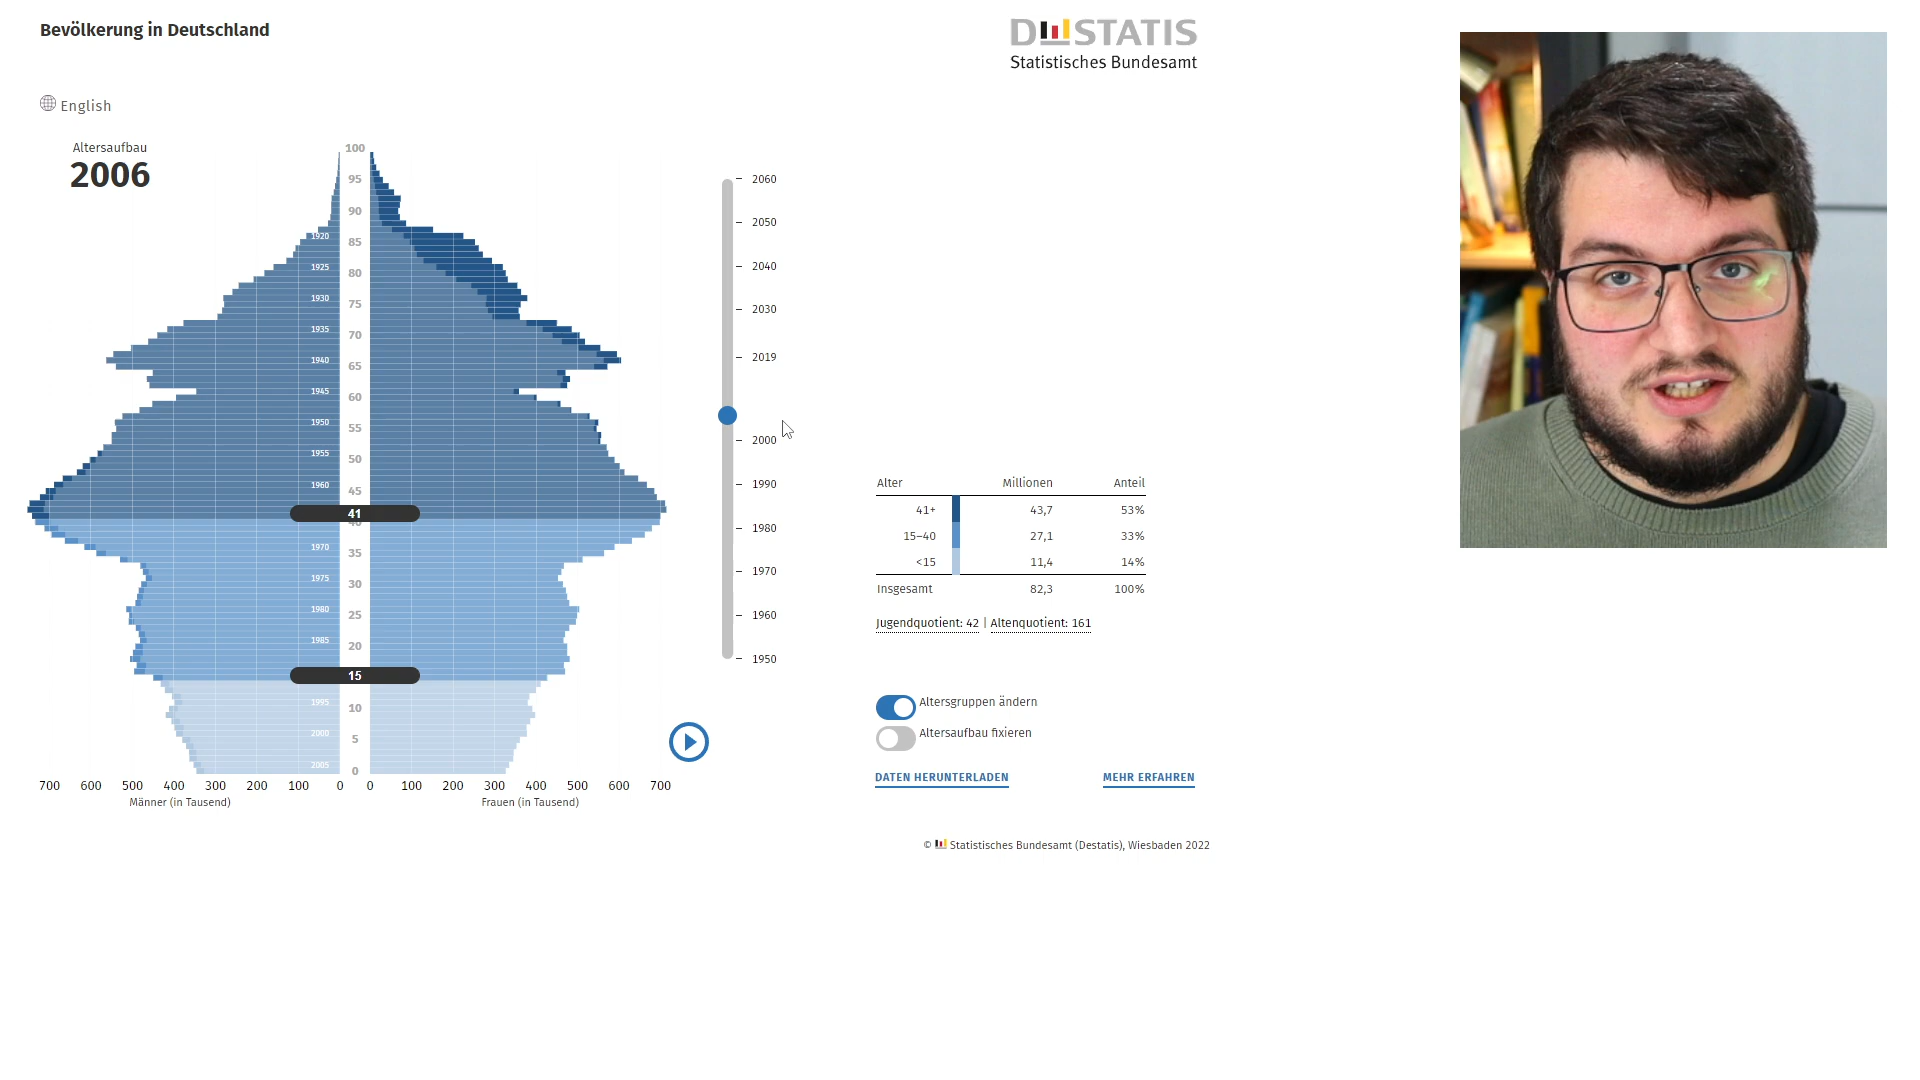 Bevölkerung in Deutschland
DESTATIS
Statistisches Bundesamt
English
Altersaufbau
2006
100
95
90
85
80
75
70
65
60
55
50
45
41
40
35
30
25
20
15
10
5
0
1920
1925
1930
1935
1940
1945
1950
1955
1960
1970
1975
1980
1985
1995
2000
2005
700 600 500 400 300 200 100 0 0 100 200 300 400 500 600 700
Männer (in Tausend) Frauen (in Tausend)
2060
2050
2040
2030
2019
2000
1990
1980
1970
1960
1950
Alter Millionen Anteil
41+ 43,7 53%
15–40 27,1 33%
<15 11,4 14%
Insgesamt 82,3 100%
Jugendquotient: 42 | Altenquotient: 161
Altersgruppen ändern
Altersaufbau fixieren
DATEN HERUNTERLADEN MEHR ERFAHREN
© Statistisches Bundesamt (Destatis), Wiesbaden 2022